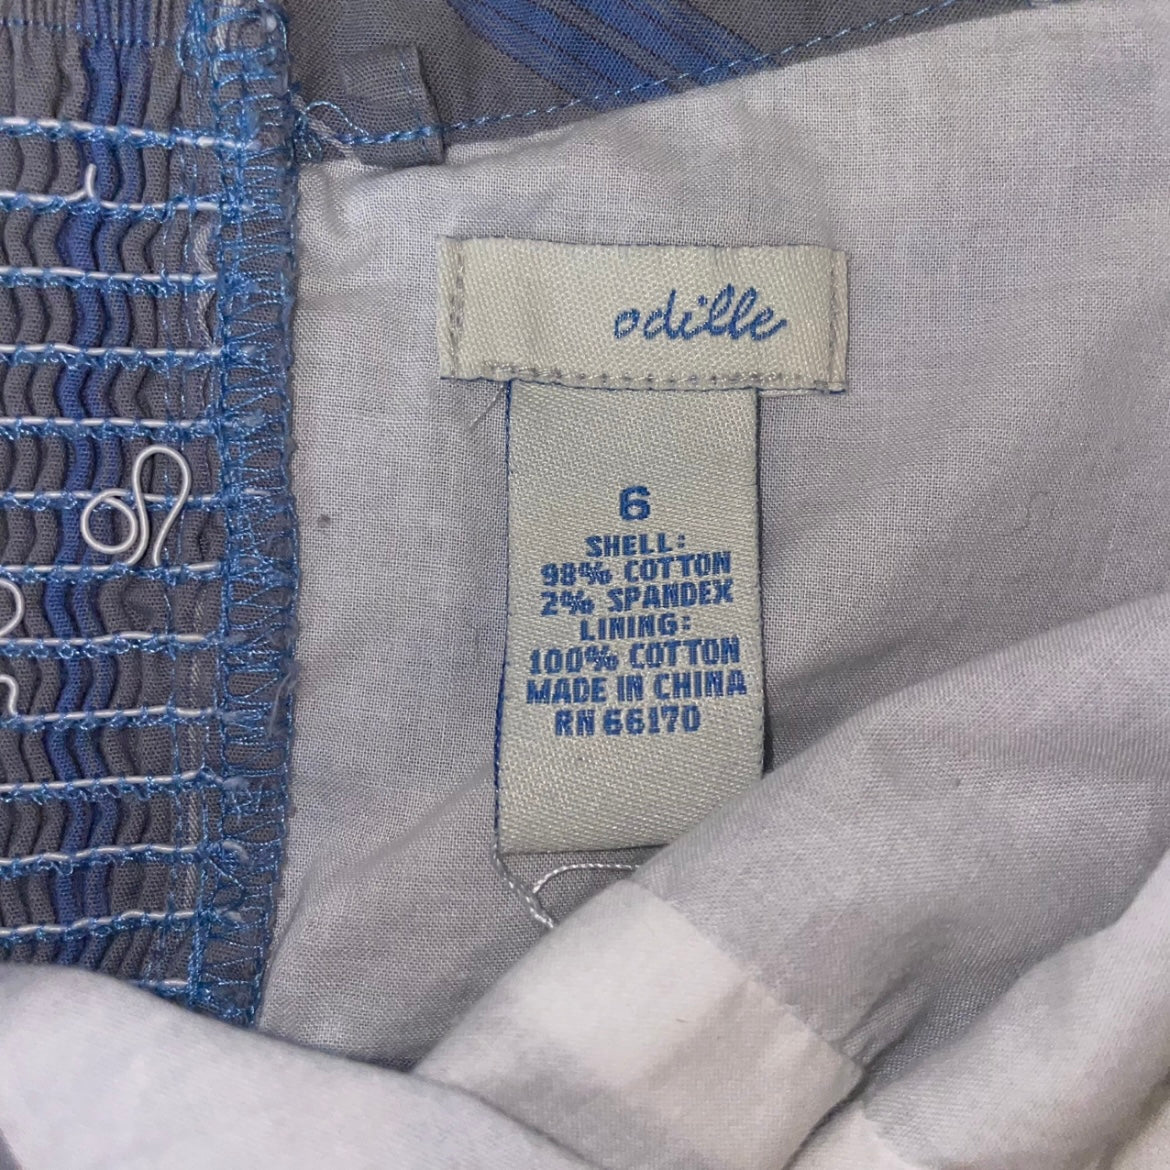 odille
6
SHELL:
98% COTTON
2% SPANDEX
LINING:
100% COTTON
MADE IN CHINA
RN 66170